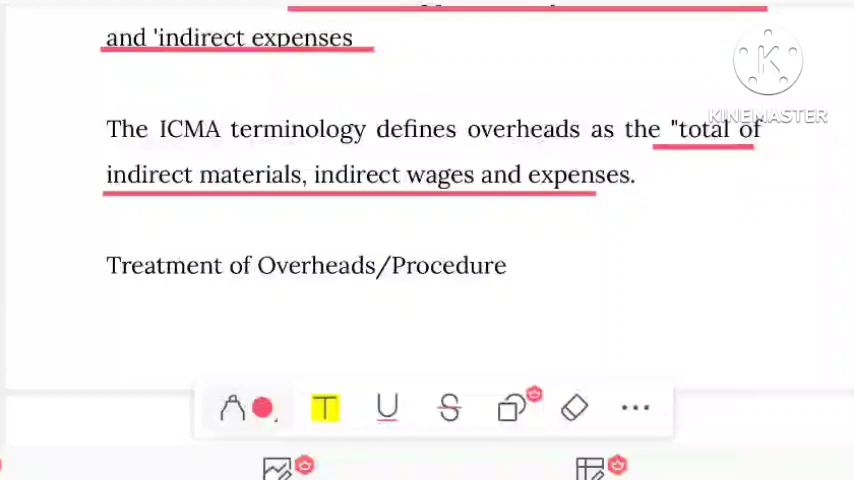 and 'indirect expenses
KINEMASTER
The ICMA terminology defines overheads as the "total of
indirect materials, indirect wages and expenses.
Treatment of Overheads/Procedure